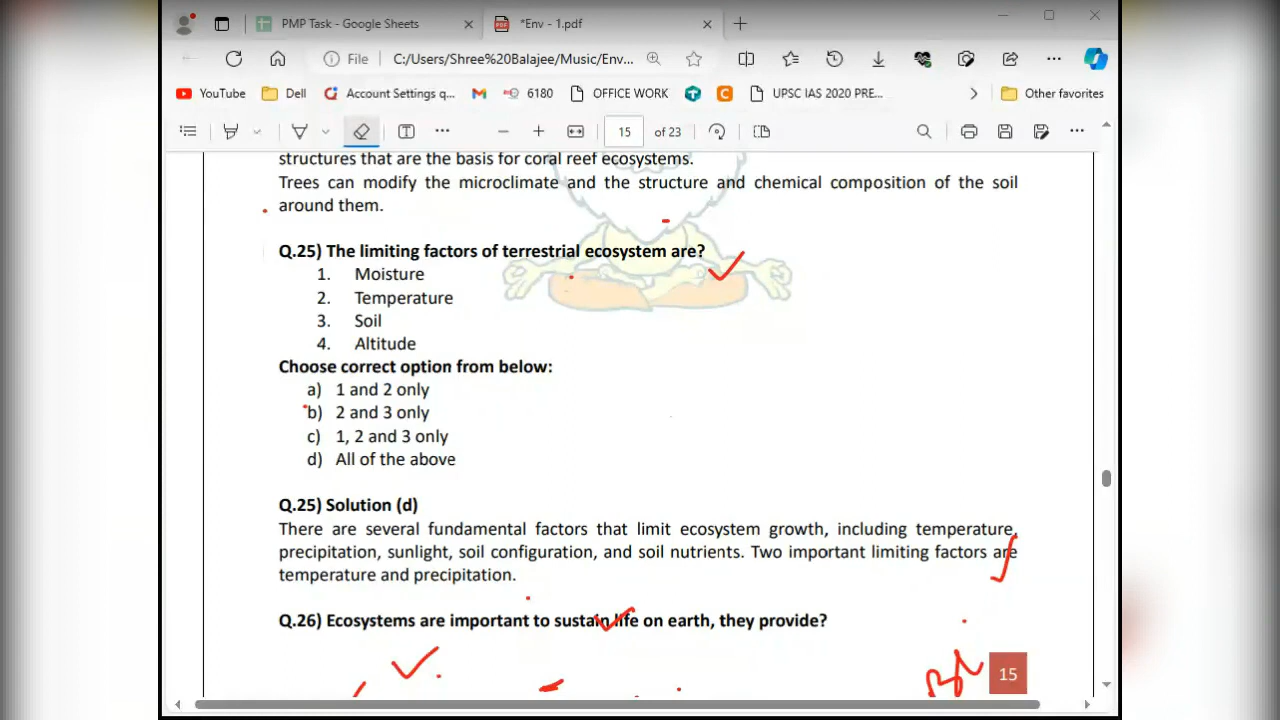 PMP Task - Google Sheets
*Env - 1.pdf
File
C:/Users/Shree%20Balajee/Music/Env...
YouTube
Dell
Account Settings q...
6180
OFFICE WORK
UPSC IAS 2020 PRE...
Other favorites
15 of 23
structures that are the basis for coral reef ecosystems.
Trees can modify the microclimate and the structure and chemical composition of the soil
around them.
Q.25) The limiting factors of terrestrial ecosystem are?
1. Moisture
2. Temperature
3. Soil
4. Altitude
Choose correct option from below:
a) 1 and 2 only
b) 2 and 3 only
c) 1, 2 and 3 only
d) All of the above
Q.25) Solution (d)
There are several fundamental factors that limit ecosystem growth, including temperature,
precipitation, sunlight, soil configuration, and soil nutrients. Two important limiting factors are
temperature and precipitation.
Q.26) Ecosystems are important to sustain life on earth, they provide?
15